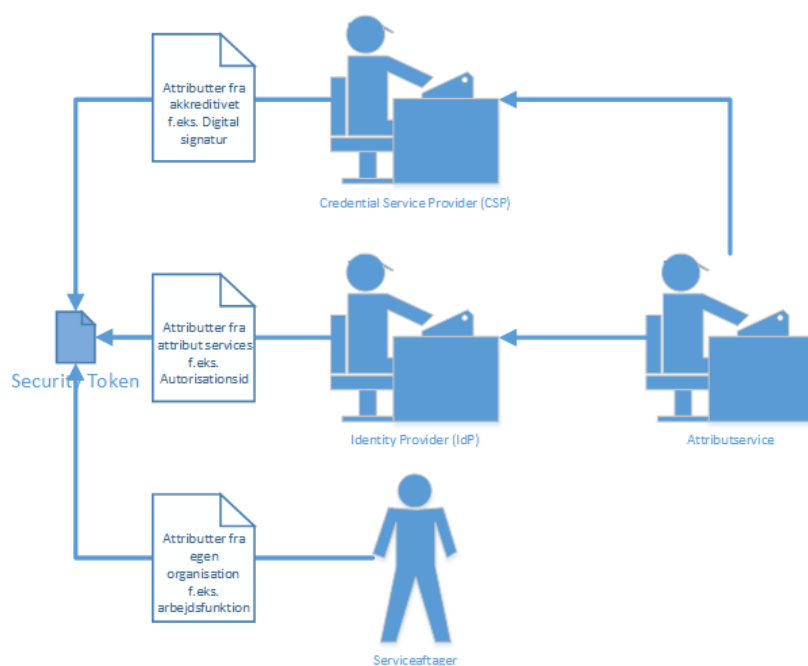 Attributter fra
akkreditivet
f.eks. Digital
signatur
Credential Service Provider (CSP)
Attributter fra
attribut services
f.eks.
Autorisationsid
Security Token
Identity Provider (IdP)
Attributservice
Attributter fra
egen
organisation
f.eks.
arbejdsfunktion
Serviceaftager